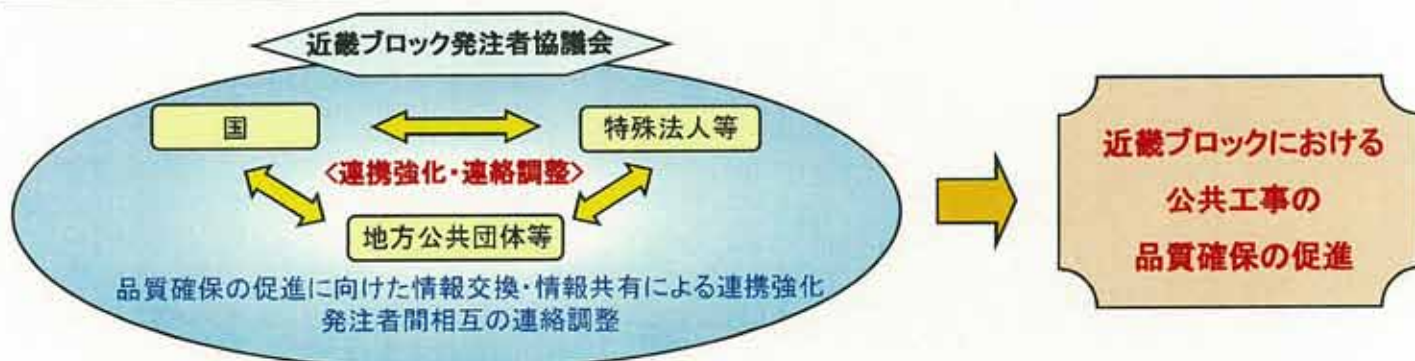 近畿ブロック発注者協議会
国
特殊法人等
<連携強化・連絡調整>
地方公共団体等
品質確保の促進に向けた情報交換・情報共有による連携強化
発注者間相互の連絡調整
近畿ブロックにおける
公共工事の
品質確保の促進